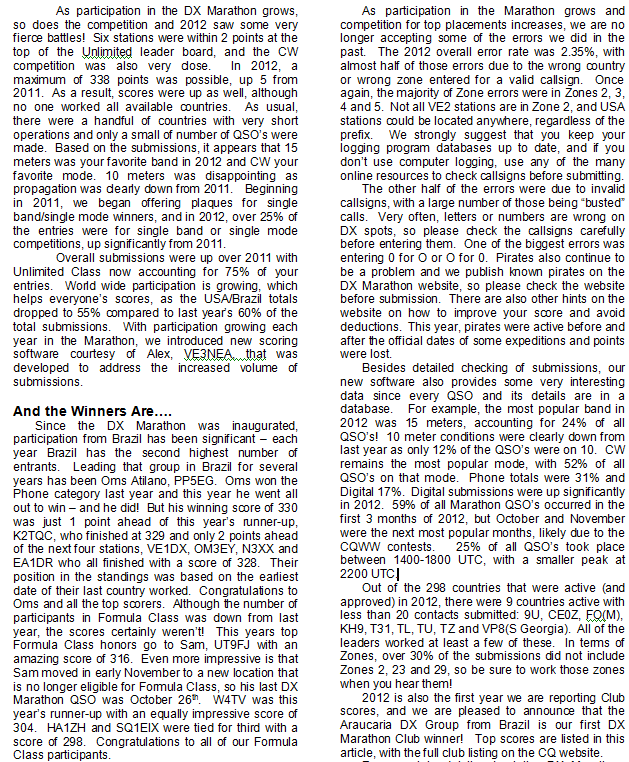 As participation in the DX Marathon grows,
so does the competition and 2012 saw some very
fierce battles!  Six stations were within 2 points at the
top of the Unlimited leader board, and the CW
competition was also very close.  In 2012, a
maximum of 338 points was possible, up 5 from
2011.  As a result, scores were up as well, although
no one worked all available countries.  As usual,
there were a handful of countries with very short
operations and only a small of number of QSO's were
made.  Based on the submissions, it appears that 15
meters was your favorite band in 2012 and CW your
favorite mode.  10 meters was disappointing as
propagation was clearly down from 2011.  Beginning
in 2011, we began offering plaques for single
band/single mode winners, and in 2012, over 25% of
the entries were for single band or single mode
competitions, up significantly from 2011.
Overall submissions were up over 2011 with
Unlimited Class now accounting for 75% of your
entries.  World wide participation is growing, which
helps everyone's scores, as the USA/Brazil totals
dropped to 55% compared to last year's 60% of the
total submissions.  With participation growing each
year in the Marathon, we introduced new scoring
software courtesy of Alex, VE3NEA, that was
developed to address the increased volume of
submissions.
And the Winners Are….
Since the DX Marathon was inaugurated,
participation from Brazil has been significant – each
year Brazil has the second highest number of
entrants.  Leading that group in Brazil for several
years has been Oms Atilano, PP5EG.  Oms won the
Phone category last year and this year he went all
out to win – and he did!  But his winning score of 330
was just 1 point ahead of this year's runner-up,
K2TQC, who finished at 329 and only 2 points ahead
of the next four stations, VE1DX, OM3EY, N3XX and
EA1DR who all finished with a score of 328.  Their
position in the standings was based on the earliest
date of their last country worked.  Congratulations to
Oms and all the top scorers.  Although the number of
participants in Formula Class was down from last
year, the scores certainly weren't!  This years top
Formula Class honors go to Sam, UT9FJ with an
amazing score of 316.  Even more impressive is that
Sam moved in early November to a new location that
is no longer eligible for Formula Class, so his last DX
Marathon QSO was October 26th.  W4TV was this
year's runner-up with an equally impressive score of
304.  HA1ZH and SQ1EIX were tied for third with a
score of 298.  Congratulations to all of our Formula
Class participants.
As participation in the Marathon grows and
competition for top placements increases, we are no
longer accepting some of the errors we did in the
past.  The 2012 overall error rate was 2.35%, with
almost half of those errors due to the wrong country
or wrong zone entered for a valid callsign.  Once
again, the majority of Zone errors were in Zones 2, 3,
4 and 5.  Not all VE2 stations are in Zone 2, and USA
stations could be located anywhere, regardless of the
prefix.  We strongly suggest that you keep your
logging program databases up to date, and if you
don't use computer logging, use any of the many
online resources to check callsigns before submitting.
The other half of the errors were due to invalid
callsigns, with a large number of those being "busted"
calls.  Very often, letters or numbers are wrong on
DX spots, so please check the callsigns carefully
before entering them.  One of the biggest errors was
entering 0 for O or O for 0.  Pirates also continue to
be a problem and we publish known pirates on the
DX Marathon website, so please check the website
before submission.  There are also other hints on the
website on how to improve your score and avoid
deductions.  This year, pirates were active before and
after the official dates of some expeditions and points
were lost.
Besides detailed checking of submissions, our
new software also provides some very interesting
data since every QSO and its details are in a
database.  For example, the most popular band in
2012 was 15 meters, accounting for 24% of all
QSO's!  10 meter conditions were clearly down from
last year as only 12% of the QSO's were on 10.  CW
remains the most popular mode, with 52% of all
QSO's on that mode.  Phone totals were 31% and
Digital 17%.  Digital submissions were up significantly
in 2012.  59% of all Marathon QSO's occurred in the
first 3 months of 2012, but October and November
were the next most popular months, likely due to the
CQWW contests.  25% of all QSO's took place
between 1400-1800 UTC, with a smaller peak at
2200 UTC.
Out of the 298 countries that were active (and
approved) in 2012, there were 9 countries active with
less than 20 contacts submitted: 9U, CE0Z, FO(M),
KH9, T31, TL, TU, TZ and VP8(S Georgia).  All of the
leaders worked at least a few of these.  In terms of
Zones, over 30% of the submissions did not include
Zones 2, 23 and 29, so be sure to work those zones
when you hear them!
2012 is also the first year we are reporting Club
scores, and we are pleased to announce that the
Araucaria DX Group from Brazil is our first DX
Marathon Club winner!  Top scores are listed in this
article, with the full club listing on the CQ website.